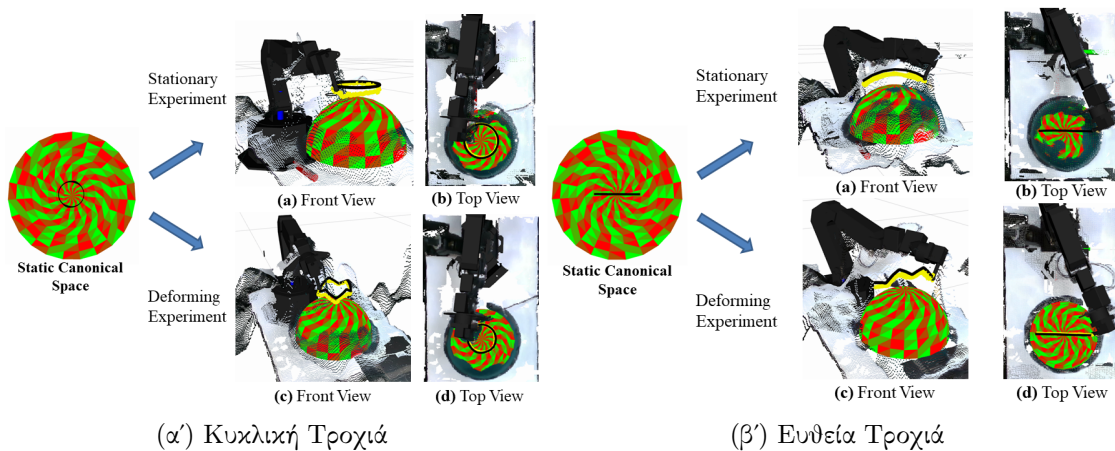 Stationary
Experiment
(a) Front View
(b) Top View
Static Canonical
Space
Deforming
Experiment
(c) Front View
(d) Top View
(α΄) Κυκλική Τροχιά
Stationary
Experiment
(a) Front View
(b) Top View
Static Canonical
Space
Deforming
Experiment
(c) Front View
(d) Top View
(β΄) Ευθεία Τροχιά